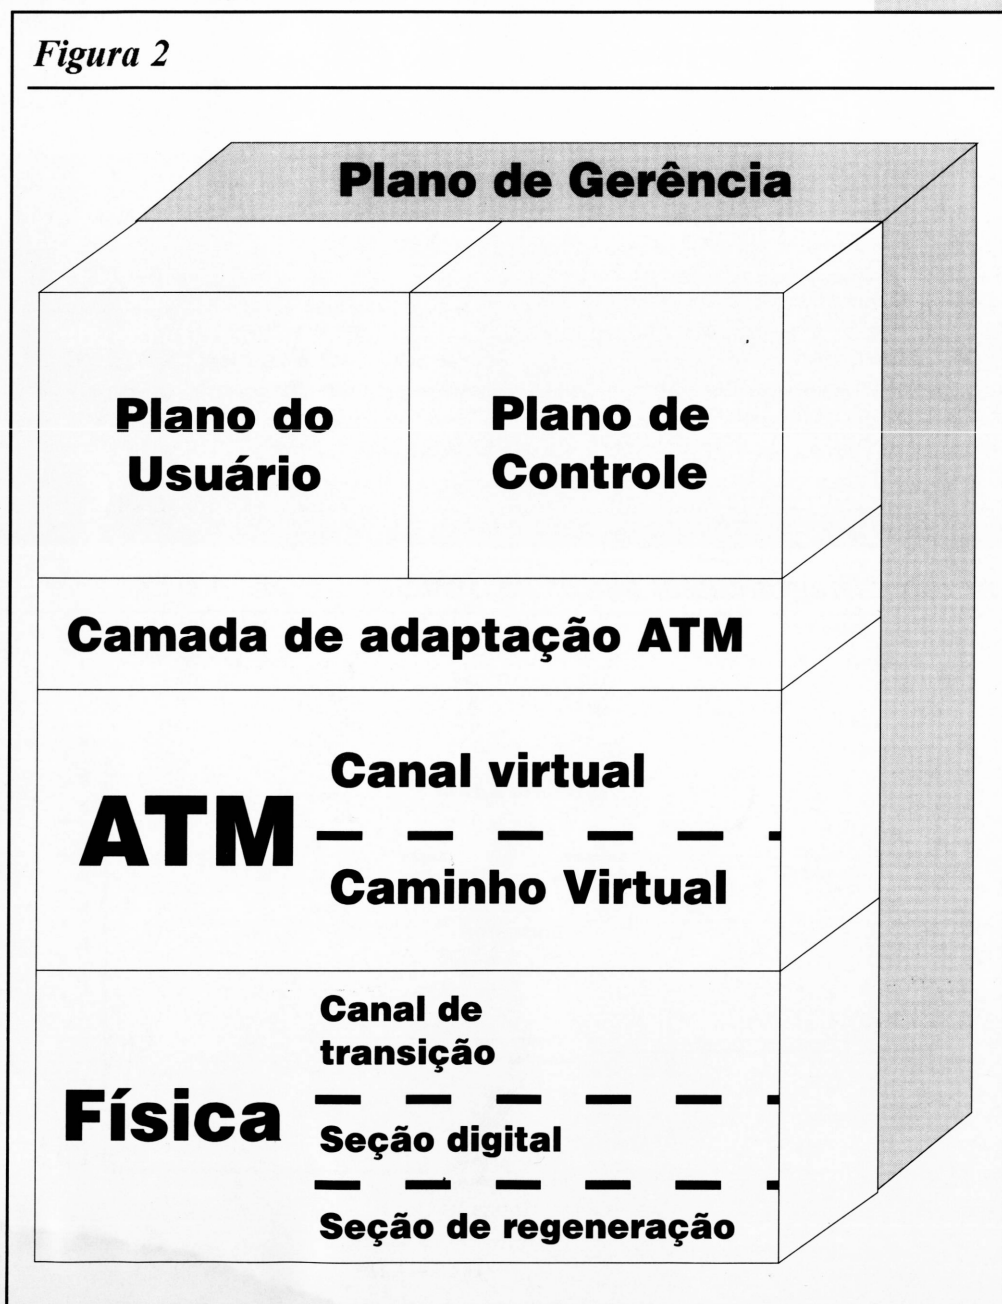 Figura 2
Plano de Gerência
Plano do
Usuário
Plano de
Controle
Camada de adaptação ATM
ATM
Canal virtual
Caminho Virtual
Física
Canal de
transição
Seção digital
Seção de regeneração